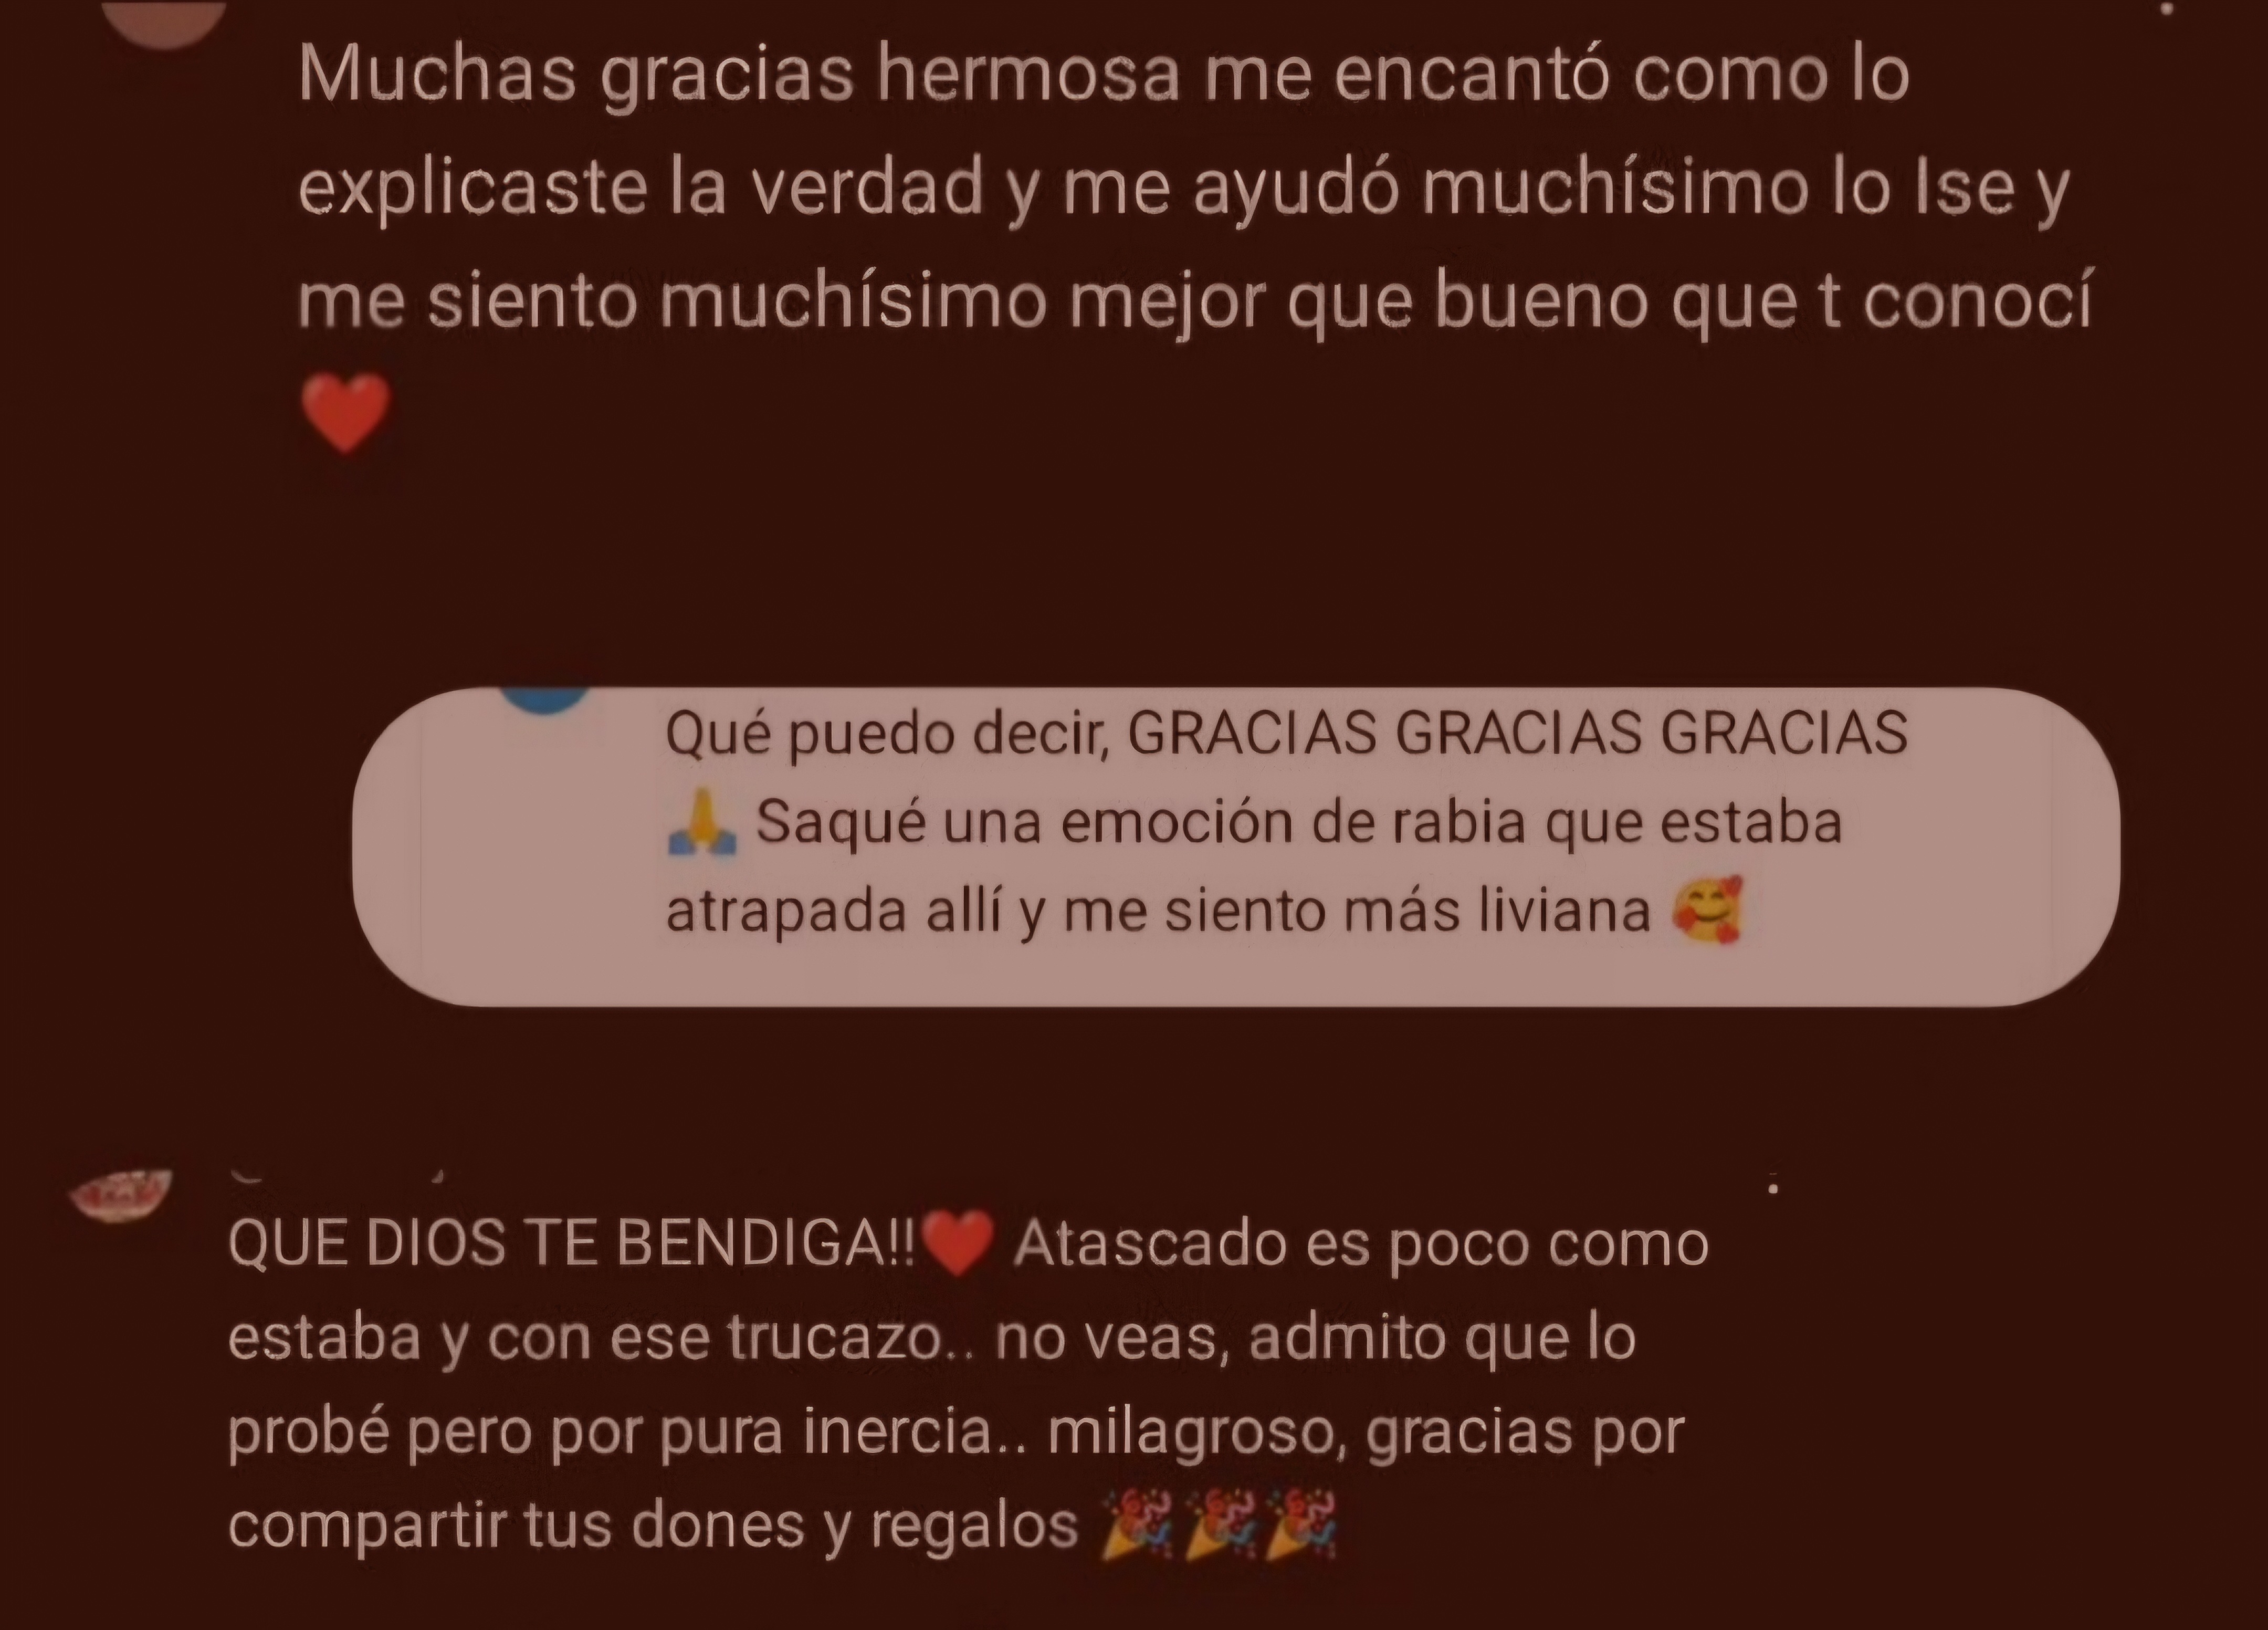 Muchas gracias hermosa me encantó como lo
explicaste la verdad y me ayudó muchísimo lo Ise y
me siento muchísimo mejor que bueno que t conocí
❤️
Qué puedo decir, GRACIAS GRACIAS GRACIAS
🙏 Saqué una emoción de rabia que estaba
atrapada allí y me siento más liviana 🥰
QUE DIOS TE BENDIGA!!❤️ Atascado es poco como
estaba y con ese trucazo.. no veas, admito que lo
probé pero por pura inercia.. milagroso, gracias por
compartir tus dones y regalos 🎉🎉🎉